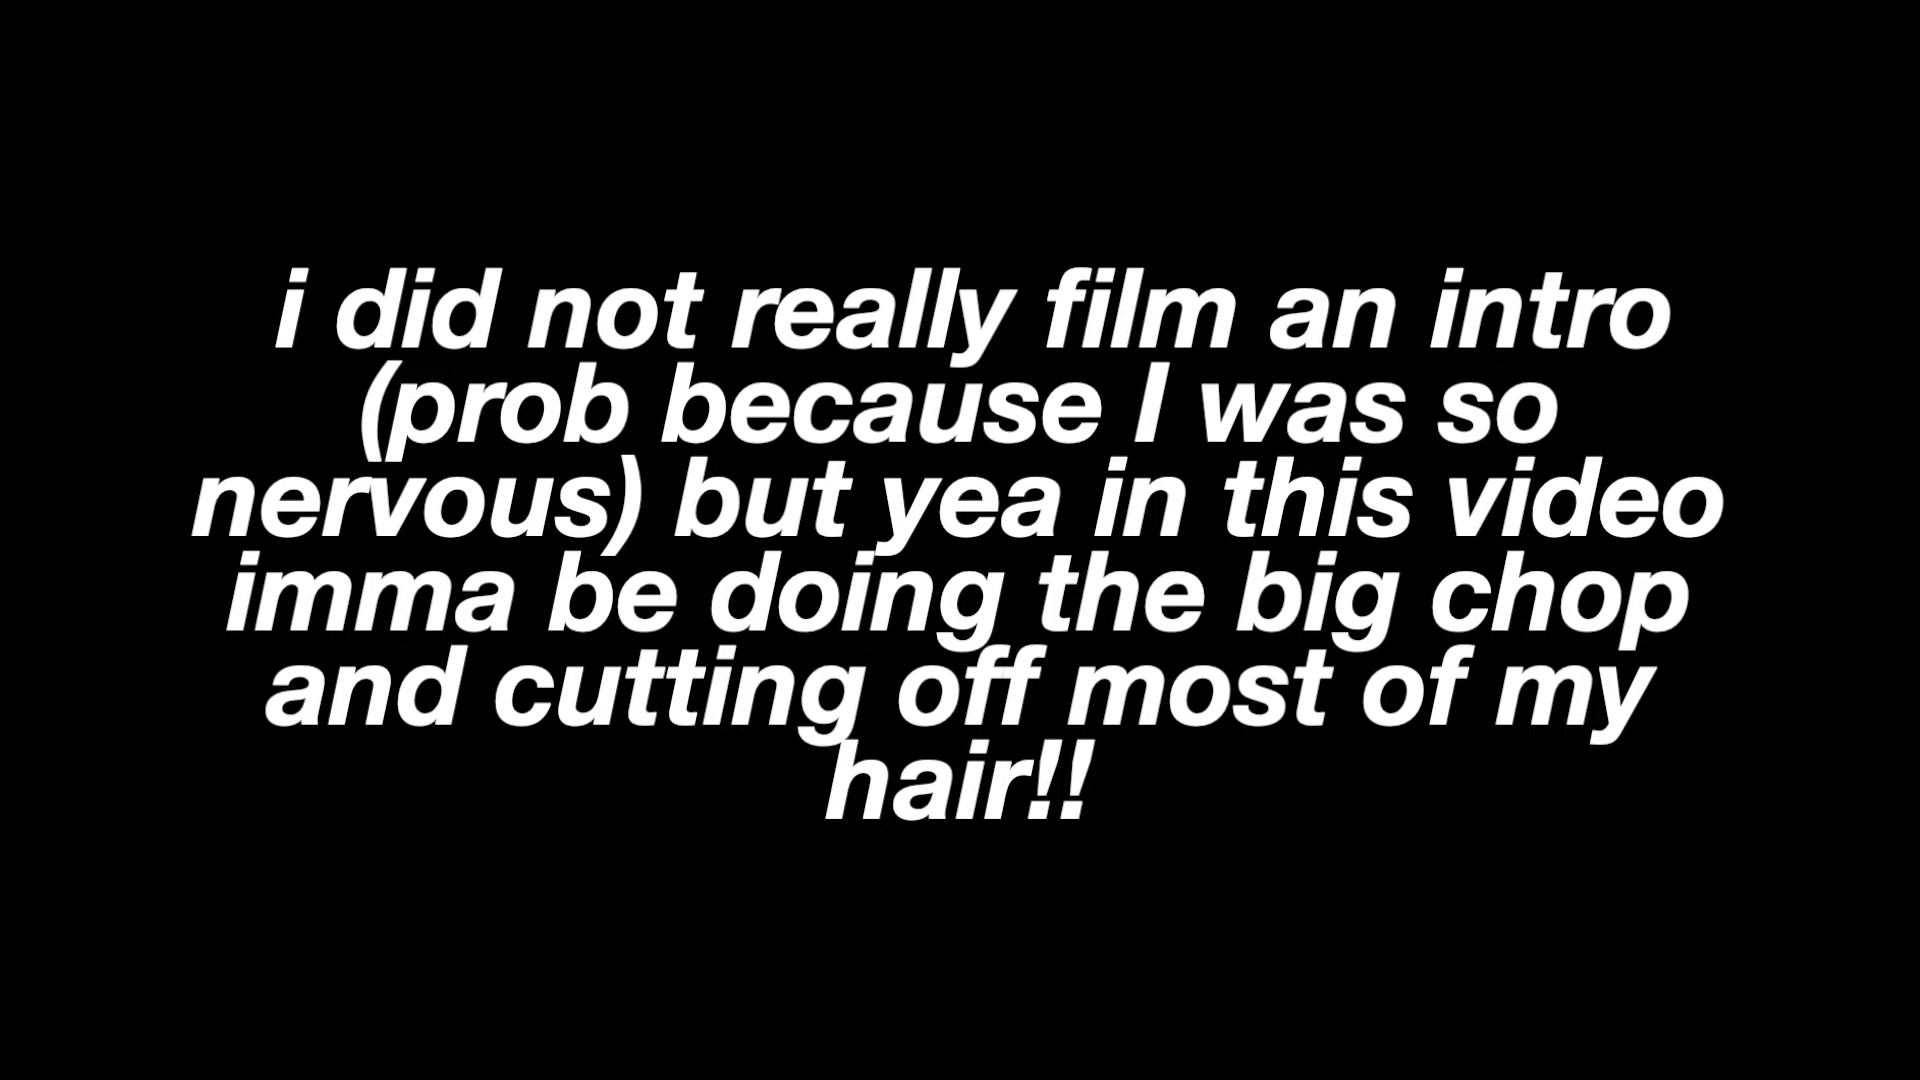 i did not really film an intro
(prob because I was so
nervous) but yea in this video
imma be doing the big chop
and cutting off most of my
hair!!